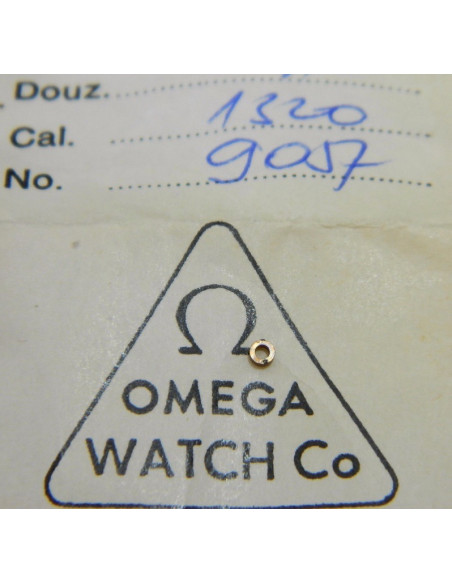 Douz.
Cal. 1320
No. 9057
Ω
OMEGA
WATCH Co